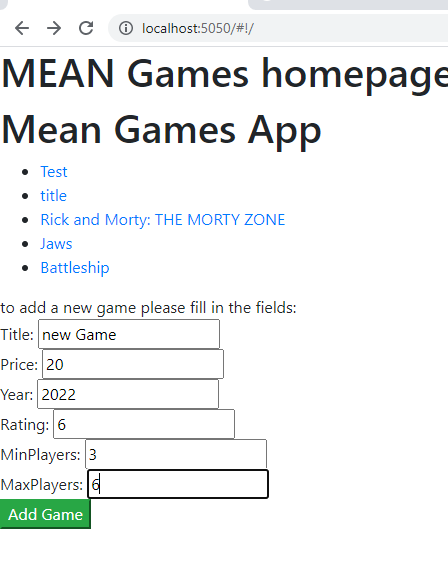 localhost:5050/#!/
MEAN Games homepage
Mean Games App
Test
title
Rick and Morty: THE MORTY ZONE
Jaws
Battleship
to add a new game please fill in the fields:
Title: new Game
Price: 20
Year: 2022
Rating: 6
MinPlayers: 3
MaxPlayers: 6
Add Game